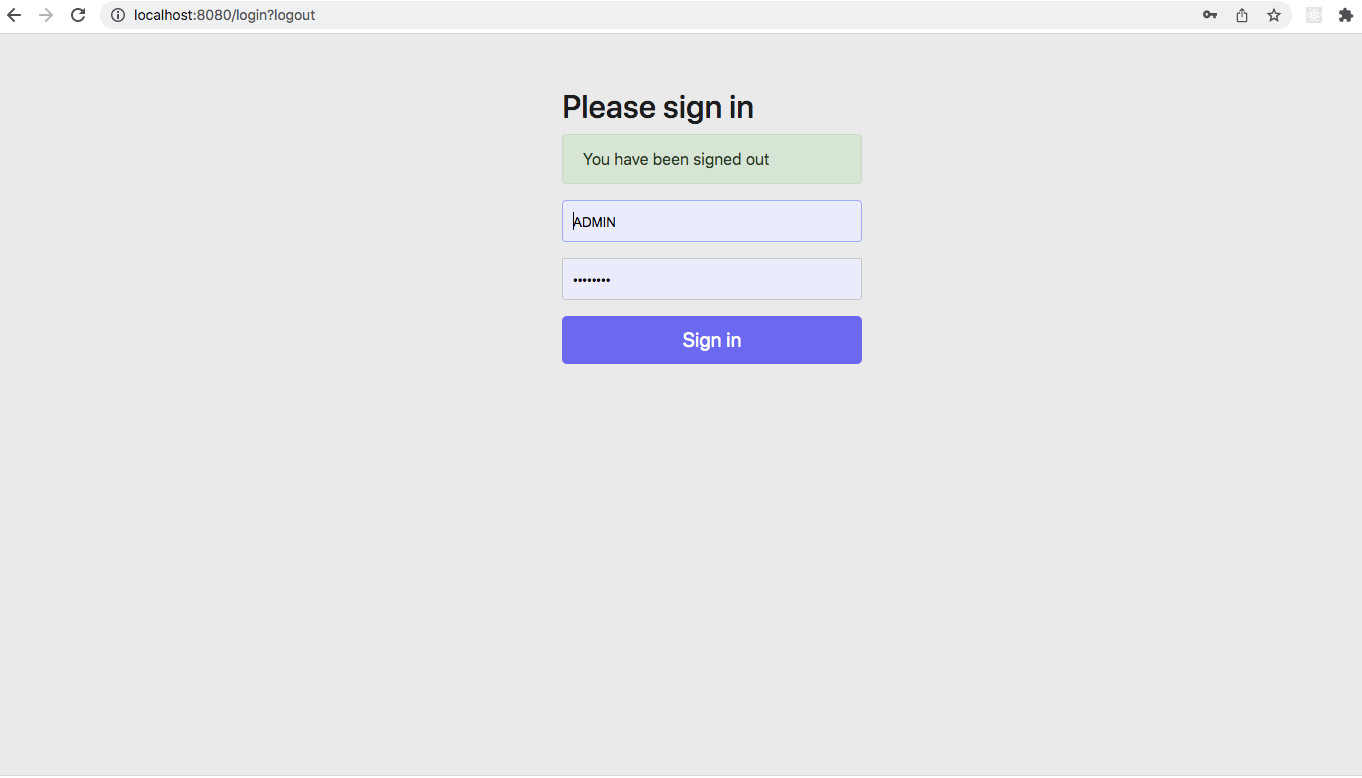 localhost:8080/login?logout
Please sign in
You have been signed out
ADMIN
••••••••
Sign in